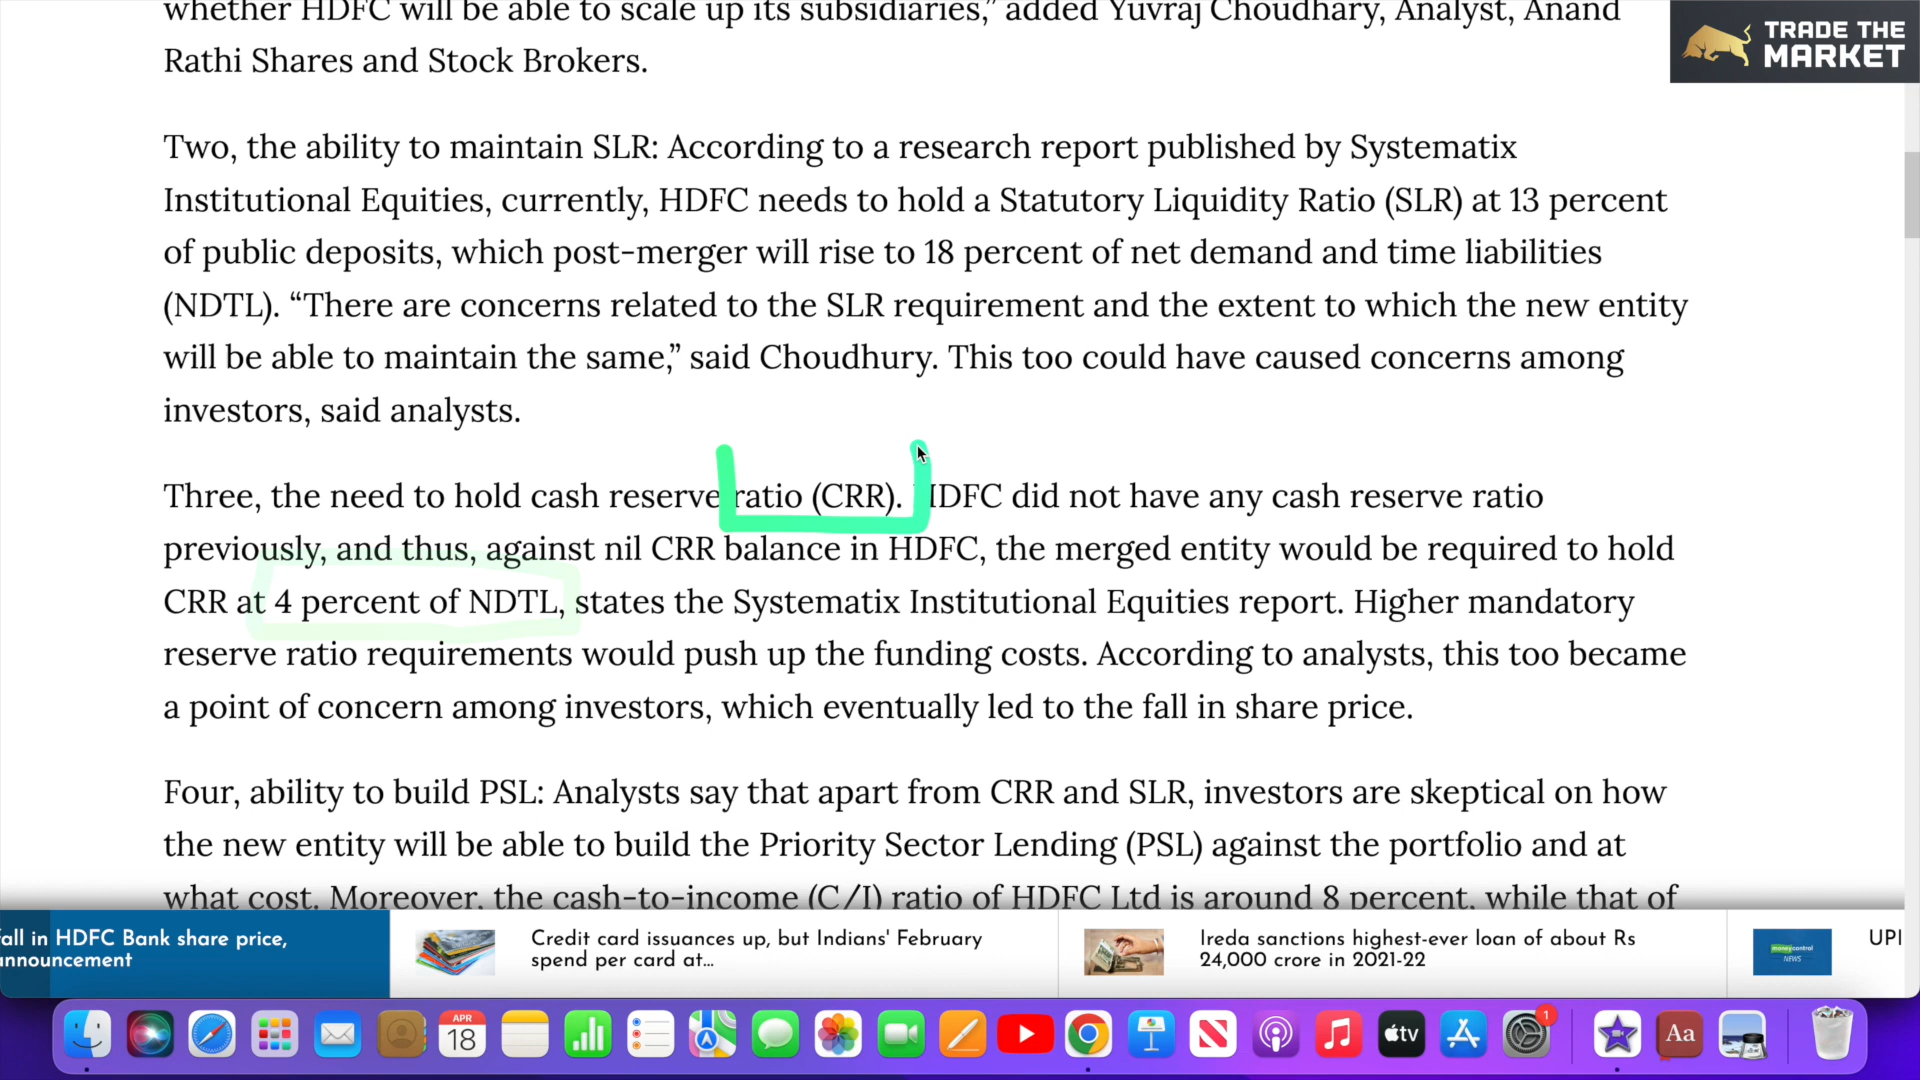 whether HDFC will be able to scale up its subsidiaries,” added Yuvraj Choudhary, Analyst, Anand
Rathi Shares and Stock Brokers.
TRADE THE
MARKET
Two, the ability to maintain SLR: According to a research report published by Systematix
Institutional Equities, currently, HDFC needs to hold a Statutory Liquidity Ratio (SLR) at 13 percent
of public deposits, which post-merger will rise to 18 percent of net demand and time liabilities
(NDTL). “There are concerns related to the SLR requirement and the extent to which the new entity
will be able to maintain the same,” said Choudhury. This too could have caused concerns among
investors, said analysts.
Three, the need to hold cash reserve ratio (CRR). HDFC did not have any cash reserve ratio
previously, and thus, against nil CRR balance in HDFC, the merged entity would be required to hold
CRR at 4 percent of NDTL, states the Systematix Institutional Equities report. Higher mandatory
reserve ratio requirements would push up the funding costs. According to analysts, this too became
a point of concern among investors, which eventually led to the fall in share price.
Four, ability to build PSL: Analysts say that apart from CRR and SLR, investors are skeptical on how
the new entity will be able to build the Priority Sector Lending (PSL) against the portfolio and at
what cost. Moreover, the cash-to-income (C/I) ratio of HDFC Ltd is around 8 percent, while that of
fall in HDFC Bank share price,
announcement
Credit card issuances up, but Indians' February
spend per card at...
Ireda sanctions highest-ever loan of about Rs
24,000 crore in 2021-22
moneycontrol
NEWS
UPI
APR
18
tv
1
Aa